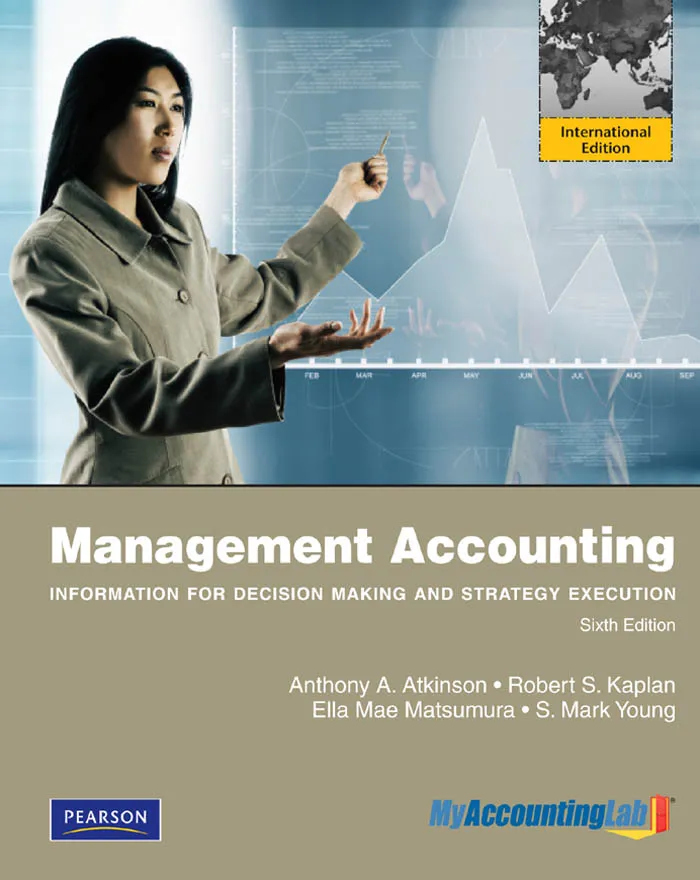 International
Edition
FEB MAR APR MAY JUN JUL AUG SEP
Management Accounting
INFORMATION FOR DECISION MAKING AND STRATEGY EXECUTION
Sixth Edition
Anthony A. Atkinson • Robert S. Kaplan
Ella Mae Matsumura • S. Mark Young
PEARSON
MyAccountingLab®